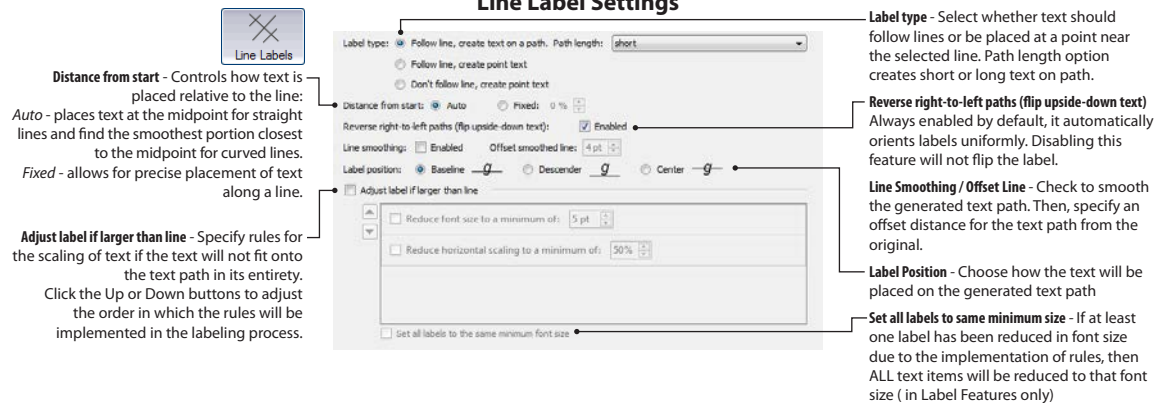 Line Label Settings
Line Labels
Distance from start - Controls how text is
placed relative to the line:
Auto - places text at the midpoint for straight
lines and find the smoothest portion closest
to the midpoint for curved lines.
Fixed - allows for precise placement of text
along a line.
Adjust label if larger than line - Specify rules for
the scaling of text if the text will not fit onto
the text path in its entirety.
Click the Up or Down buttons to adjust
the order in which the rules will be
implemented in the labeling process.
Label type: Follow line, create text on a path. Path length: short
Follow line, create point text
Don't follow line, create point text
Distance from start: Auto Fixed: 0 %
Reverse right-to-left paths (flip upside-down text): Enabled
Line smoothing: Enabled Offset smoothed line: 4 pt
Label position: Baseline g Descender g Center g
Adjust label if larger than line
Reduce font size to a minimum of: 5 pt
Reduce horizontal scaling to a minimum of: 50%
Set all labels to the same minimum font size
Label type - Select whether text should
follow lines or be placed at a point near
the selected line. Path length option
creates short or long text on path.
Reverse right-to-left paths (flip upside-down text)
Always enabled by default, it automatically
orients labels uniformly. Disabling this
feature will not flip the label.
Line Smoothing / Offset Line - Check to smooth
the generated text path. Then, specify an
offset distance for the text path from the
original.
Label Position - Choose how the text will be
placed on the generated text path
Set all labels to same minimum size - If at least
one label has been reduced in font size
due to the implementation of rules, then
ALL text items will be reduced to that font
size ( in Label Features only)